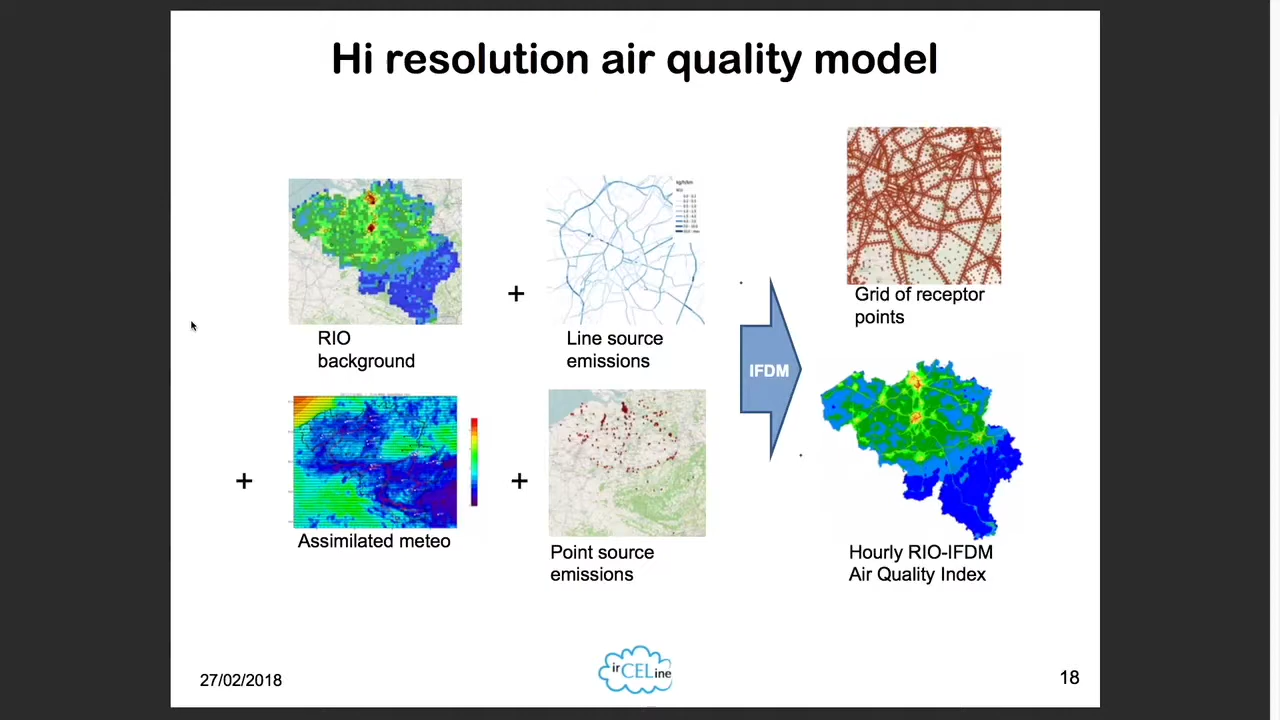 Hi resolution air quality model
RIO
background
+
Line source
emissions
+
Assimilated meteo
+
Point source
emissions
IFDM
Grid of receptor
points
Hourly RIO-IFDM
Air Quality Index
27/02/2018
irCELine
18